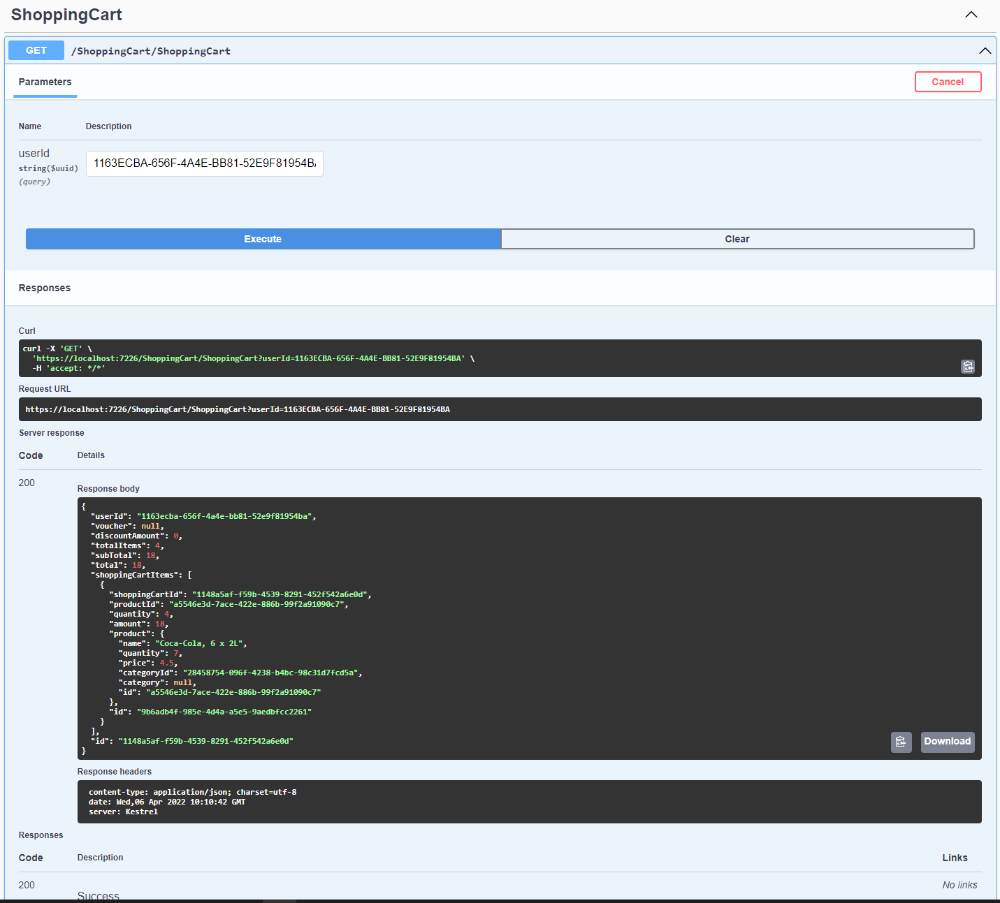 ShoppingCart
GET /ShoppingCart/ShoppingCart
Parameters Cancel
Name Description
userId
string($uuid)
(query)
1163ECBA-656F-4A4E-BB81-52E9F81954BA
Execute Clear
Responses
Curl
curl -X 'GET' \
  'https://localhost:7226/ShoppingCart/ShoppingCart?userId=1163ECBA-656F-4A4E-BB81-52E9F81954BA' \
  -H 'accept: */*'
Request URL
https://localhost:7226/ShoppingCart/ShoppingCart?userId=1163ECBA-656F-4A4E-BB81-52E9F81954BA
Server response
Code Details
200
Response body
{
  "userId": "1163ecba-656f-4a4e-bb81-52e9f81954ba",
  "voucher": null,
  "discountAmount": 0,
  "totalItems": 4,
  "subTotal": 18,
  "total": 18,
  "shoppingCartItems": [
    {
      "shoppingCartId": "1148a5af-f59b-4539-8291-452f542a6e0d",
      "productId": "a5546e3d-7ace-422e-886b-99f2a91090c7",
      "quantity": 4,
      "amount": 18,
      "product": {
        "name": "Coca-Cola, 6 x 2L",
        "quantity": 7,
        "price": 4.5,
        "categoryId": "28458754-096f-4238-b4bc-98c31d7fcd5a",
        "category": null,
        "id": "a5546e3d-7ace-422e-886b-99f2a91090c7"
      },
      "id": "9b6adb4f-985e-4d4a-a5e5-9aedbfcc2261"
    }
  ],
  "id": "1148a5af-f59b-4539-8291-452f542a6e0d"
}
Download
Response headers
content-type: application/json; charset=utf-8
date: Wed,06 Apr 2022 10:10:42 GMT
server: Kestrel
Responses
Code Description Links
200 No links
Success